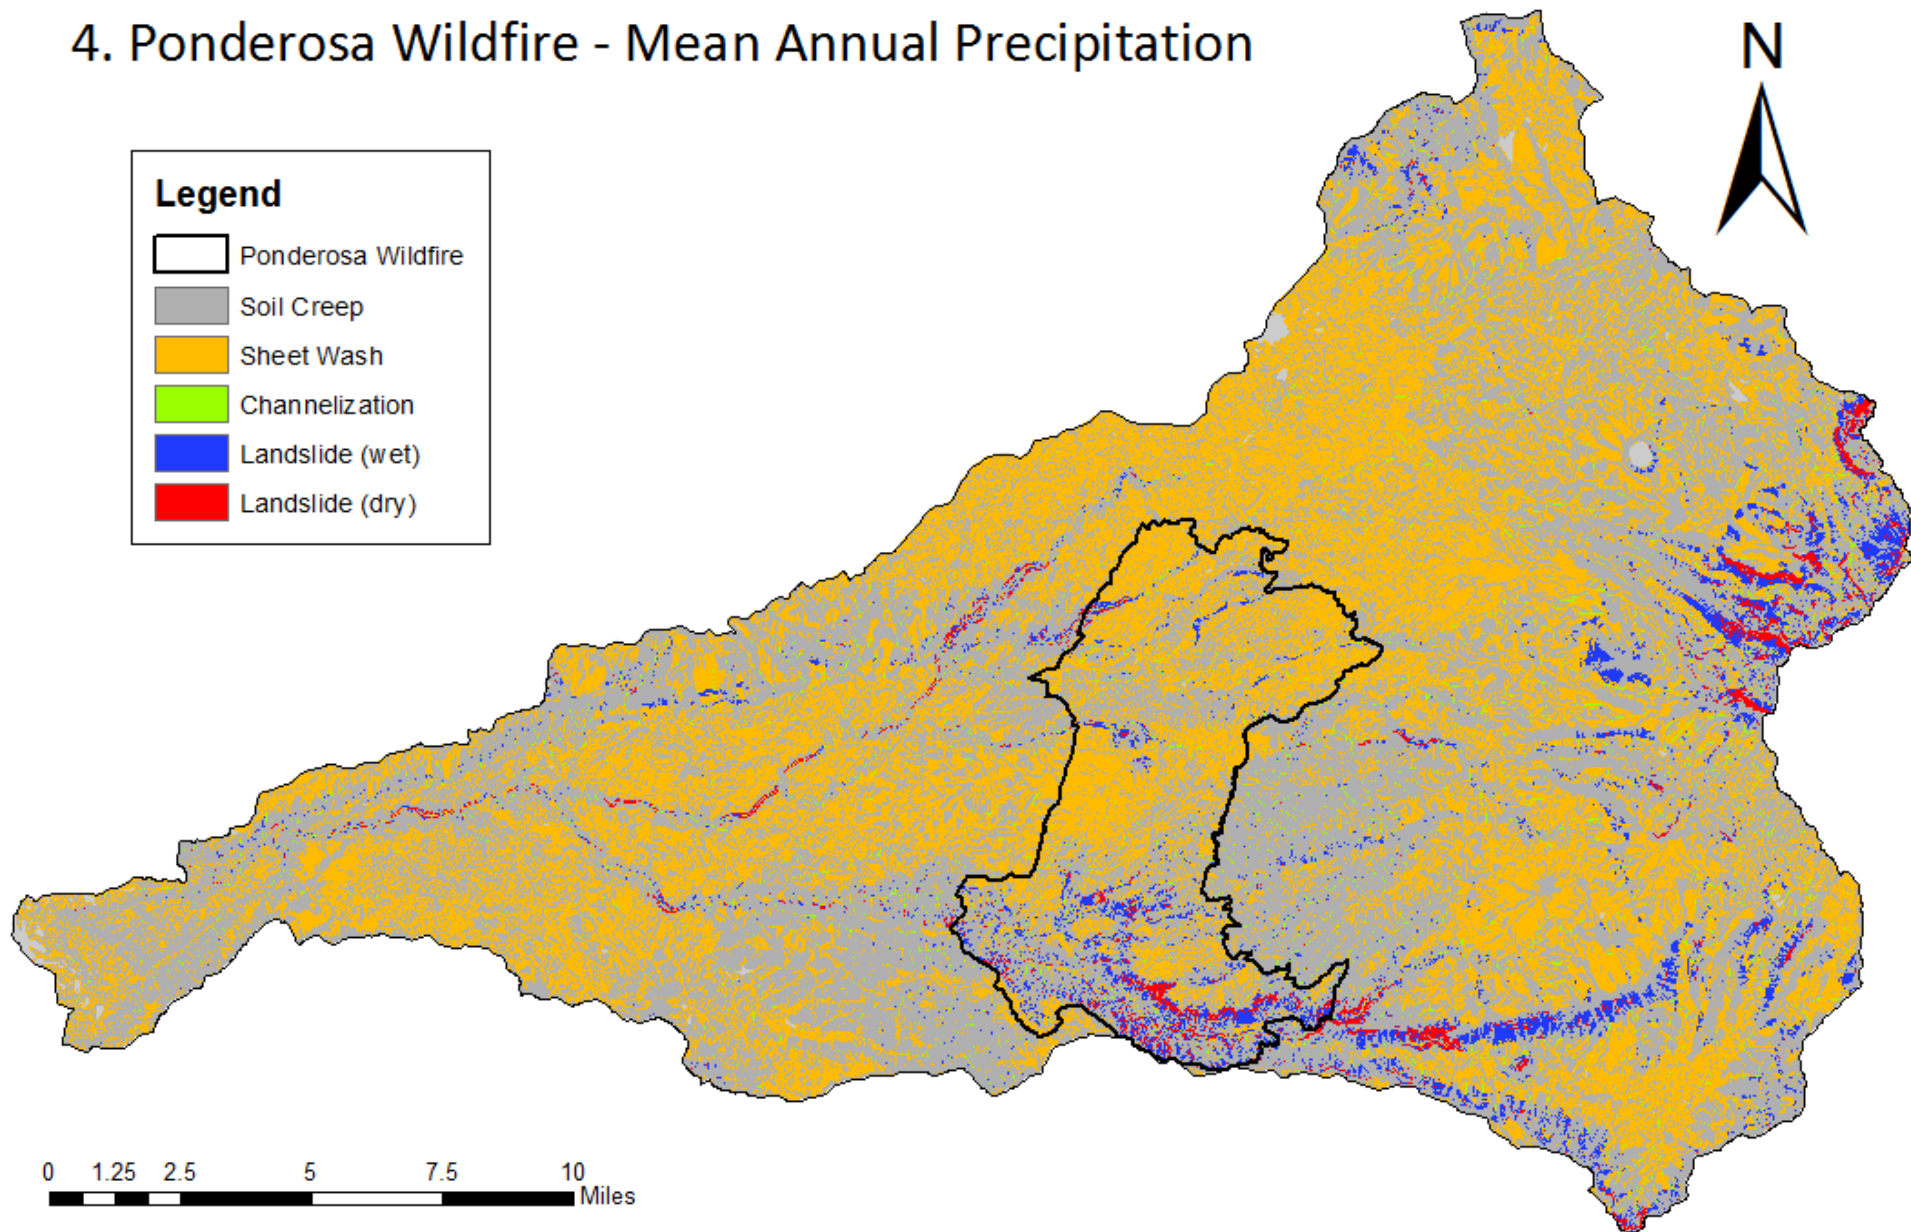 4. Ponderosa Wildfire - Mean Annual Precipitation
N
Legend
Ponderosa Wildfire
Soil Creep
Sheet Wash
Channelization
Landslide (wet)
Landslide (dry)
0 1.25 2.5 5 7.5 10
Miles